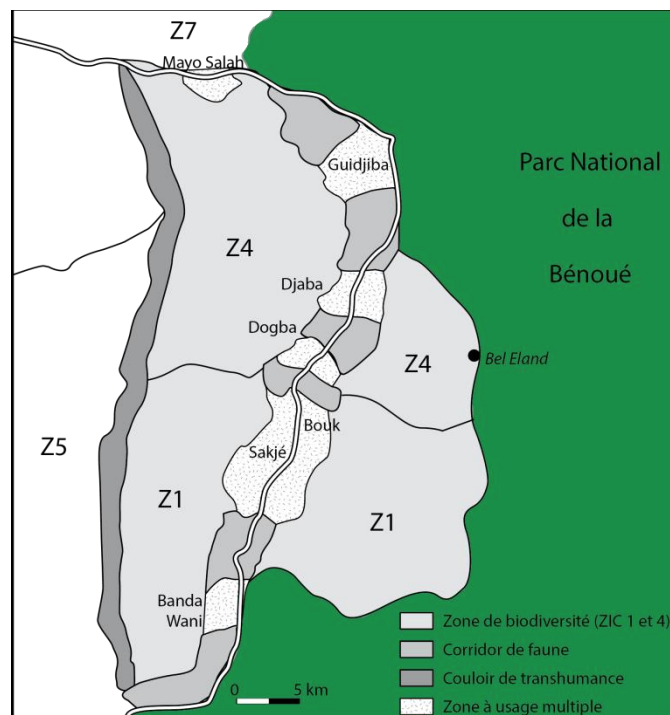 Z7
Mayo Salah
Guidjiba
Parc National
de la
Bénoué
Z4
Djaba
Dogba
Z4
Bel Eland
Bouk
Z5
Sakjé
Z1
Z1
Banda
Wani
Zone de biodiversité (ZIC 1 et 4)
Corridor de faune
Couloir de transhumance
Zone à usage multiple
0 5 km